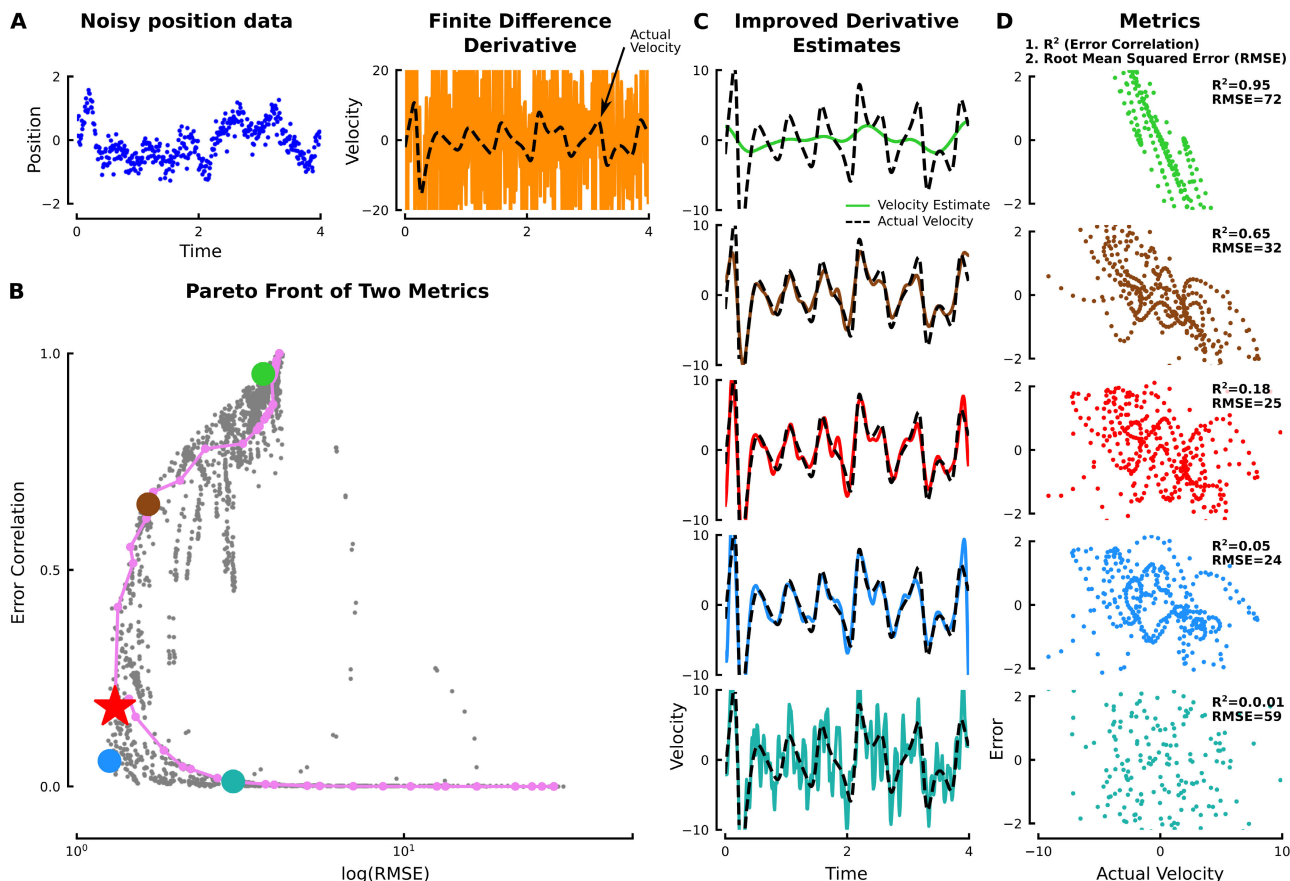 A
Noisy position data
Position
2
0
−2
0
2
4
Time
Finite Difference
Derivative
Actual
Velocity
Velocity
20
0
−20
0
2
4
B
Pareto Front of Two Metrics
Error Correlation
1.0
0.5
0.0
10⁰
10¹
log(RMSE)
C
Improved Derivative
Estimates
10
0
−10
Velocity Estimate
Actual Velocity
10
0
−10
10
0
−10
10
0
−10
Velocity
10
0
−10
0
2
4
Time
D
Metrics
1. R² (Error Correlation)
2. Root Mean Squared Error (RMSE)
2
0
−2
R²=0.95
RMSE=72
2
0
−2
R²=0.65
RMSE=32
2
0
−2
R²=0.18
RMSE=25
2
0
−2
R²=0.05
RMSE=24
Error
2
0
−2
R²=0.0.01
RMSE=59
−10
0
10
Actual Velocity